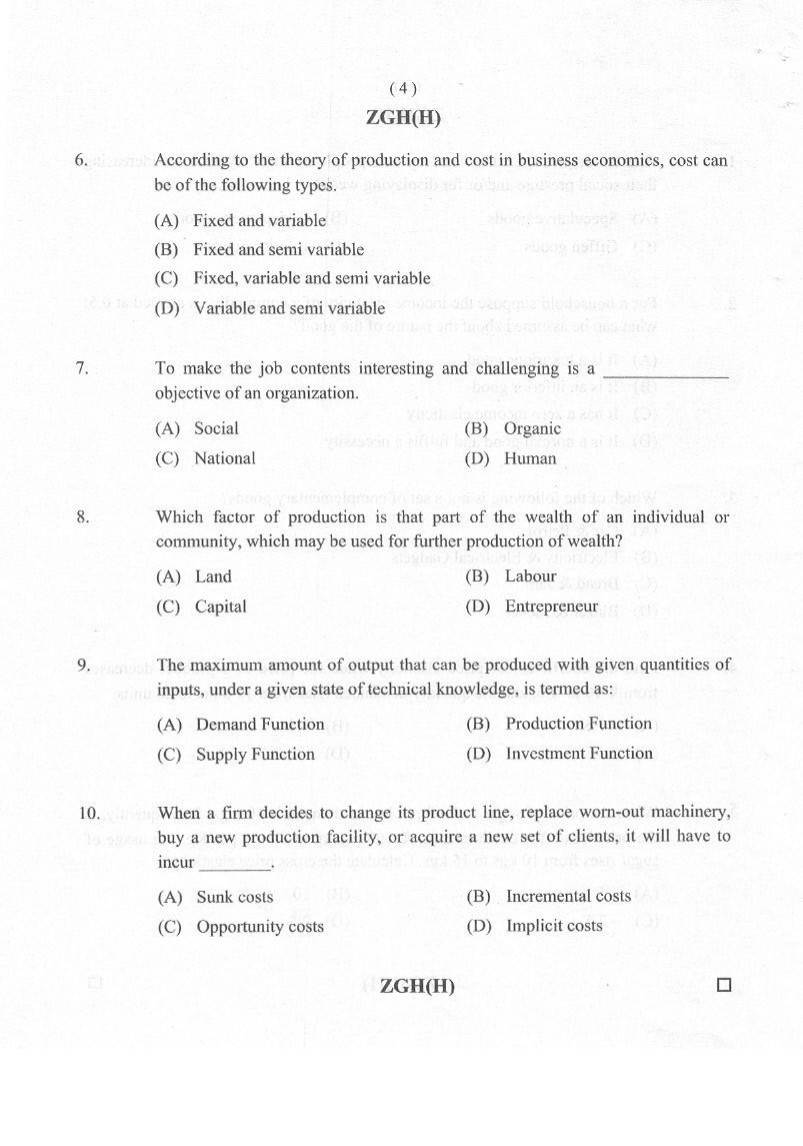 ( 4 )
ZGH(H)
6. According to the theory of production and cost in business economics, cost can
be of the following types.
(A) Fixed and variable
(B) Fixed and semi variable
(C) Fixed, variable and semi variable
(D) Variable and semi variable
7. To make the job contents interesting and challenging is a ______________
objective of an organization.
(A) Social (B) Organic
(C) National (D) Human
8. Which factor of production is that part of the wealth of an individual or
community, which may be used for further production of wealth?
(A) Land (B) Labour
(C) Capital (D) Entrepreneur
9. The maximum amount of output that can be produced with given quantities of
inputs, under a given state of technical knowledge, is termed as:
(A) Demand Function (B) Production Function
(C) Supply Function (D) Investment Function
10. When a firm decides to change its product line, replace worn-out machinery,
buy a new production facility, or acquire a new set of clients, it will have to
incur ________.
(A) Sunk costs (B) Incremental costs
(C) Opportunity costs (D) Implicit costs
ZGH(H)